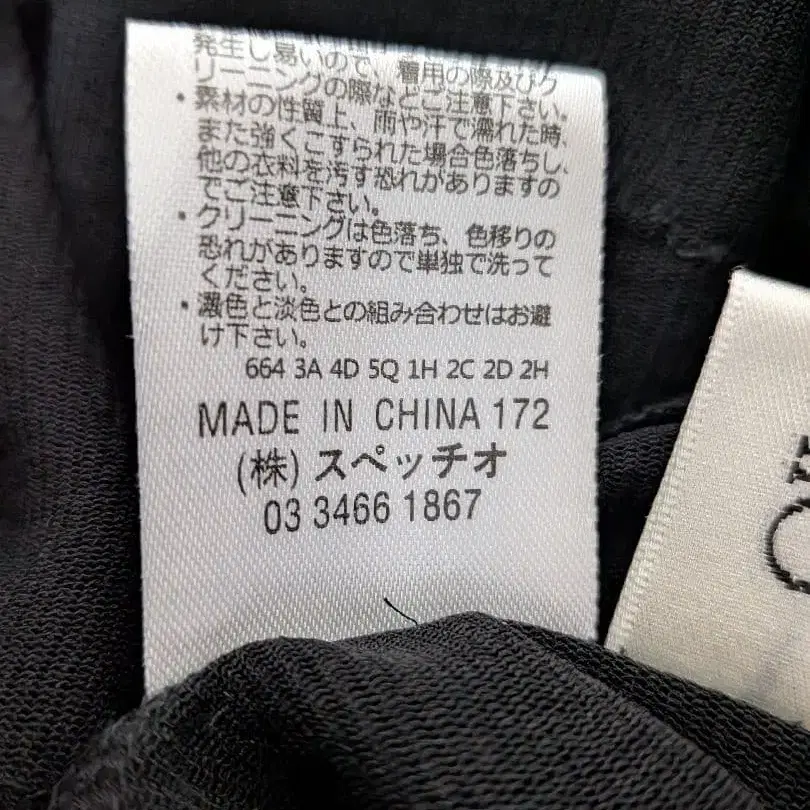 発生し易いので、着用の際及びク
リーニングの際などご注意下さい。
・素材の性質上、雨や汗で濡れた時、
また強くこすられた場合色落ちし、
他の衣料を汚す恐れがありますの
でご注意下さい。
・クリーニングは色落ち、色移りの
恐れがありますので単独で洗って
ください。
・濃色と淡色との組み合わせはお避
け下さい。
664 3A 4D 5Q 1H 2C 2D 2H
MADE IN CHINA 172
(株) スペッチオ
03 3466 1867